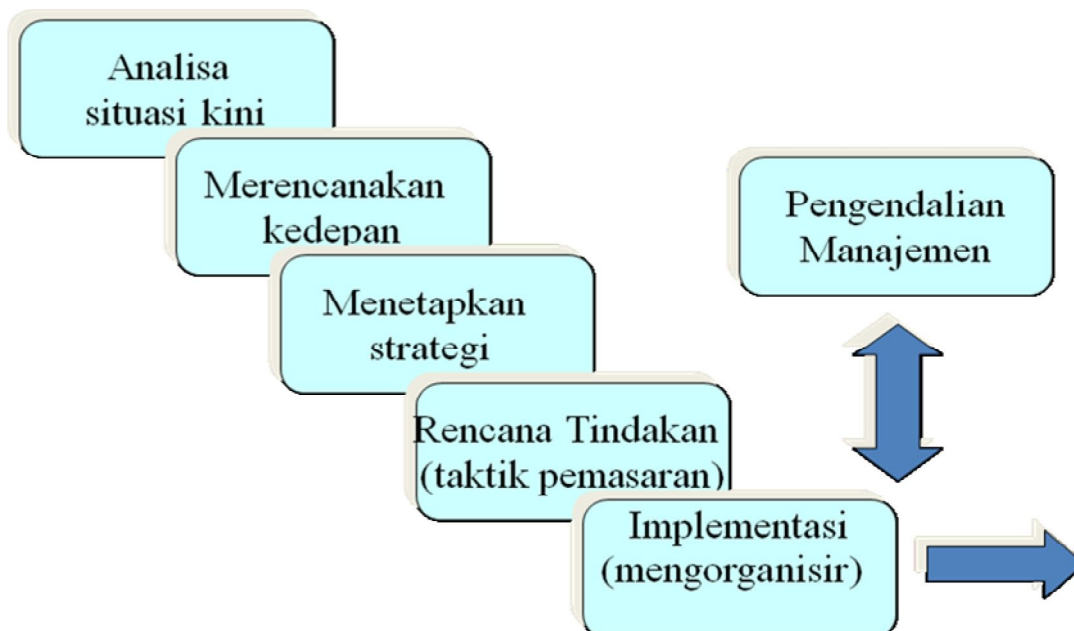 Analisa
situasi kini
Merencanakan
kedepan
Menetapkan
strategi
Rencana Tindakan
(taktik pemasaran)
Implementasi
(mengorganisir)
Pengendalian
Manajemen